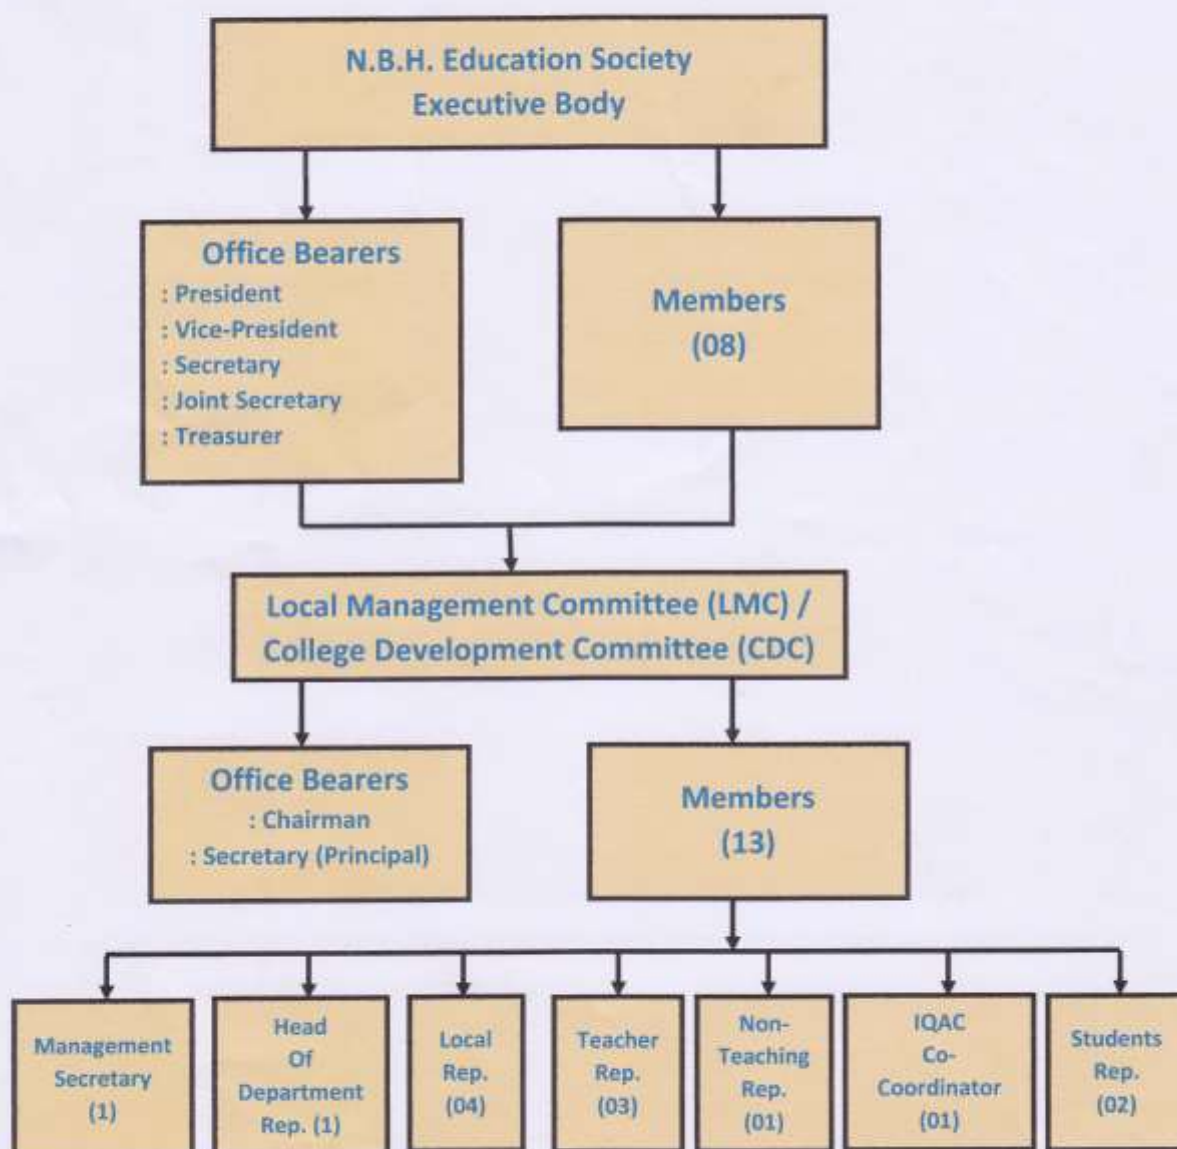 N.B.H. Education Society
Executive Body
Office Bearers
: President
: Vice-President
: Secretary
: Joint Secretary
: Treasurer
Members
(08)
Local Management Committee (LMC) /
College Development Committee (CDC)
Office Bearers
: Chairman
: Secretary (Principal)
Members
(13)
Management
Secretary
(1)
Head
Of
Department
Rep. (1)
Local
Rep.
(04)
Teacher
Rep.
(03)
Non-
Teaching
Rep.
(01)
IQAC
Co-
Coordinator
(01)
Students
Rep.
(02)